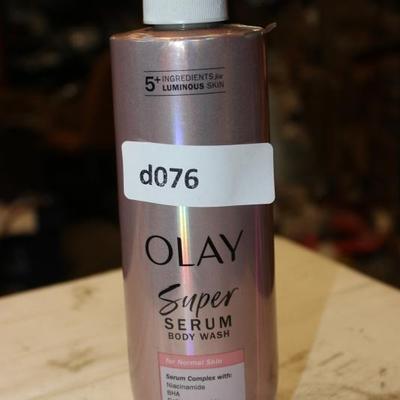 5+ INGREDIENTS for
LUMINOUS SKIN
d076
OLAY
Super
SERUM
BODY WASH
for Normal Skin
Serum Complex with:
Niacinamide
BHA